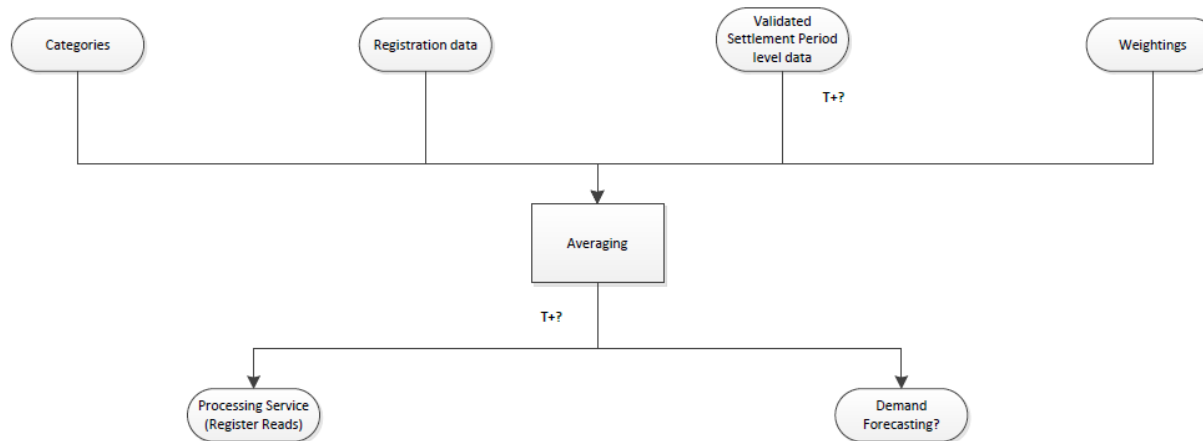 Categories
Registration data
Validated
Settlement Period
level data
Weightings
T+?
Averaging
T+?
Processing Service
(Register Reads)
Demand
Forecasting?